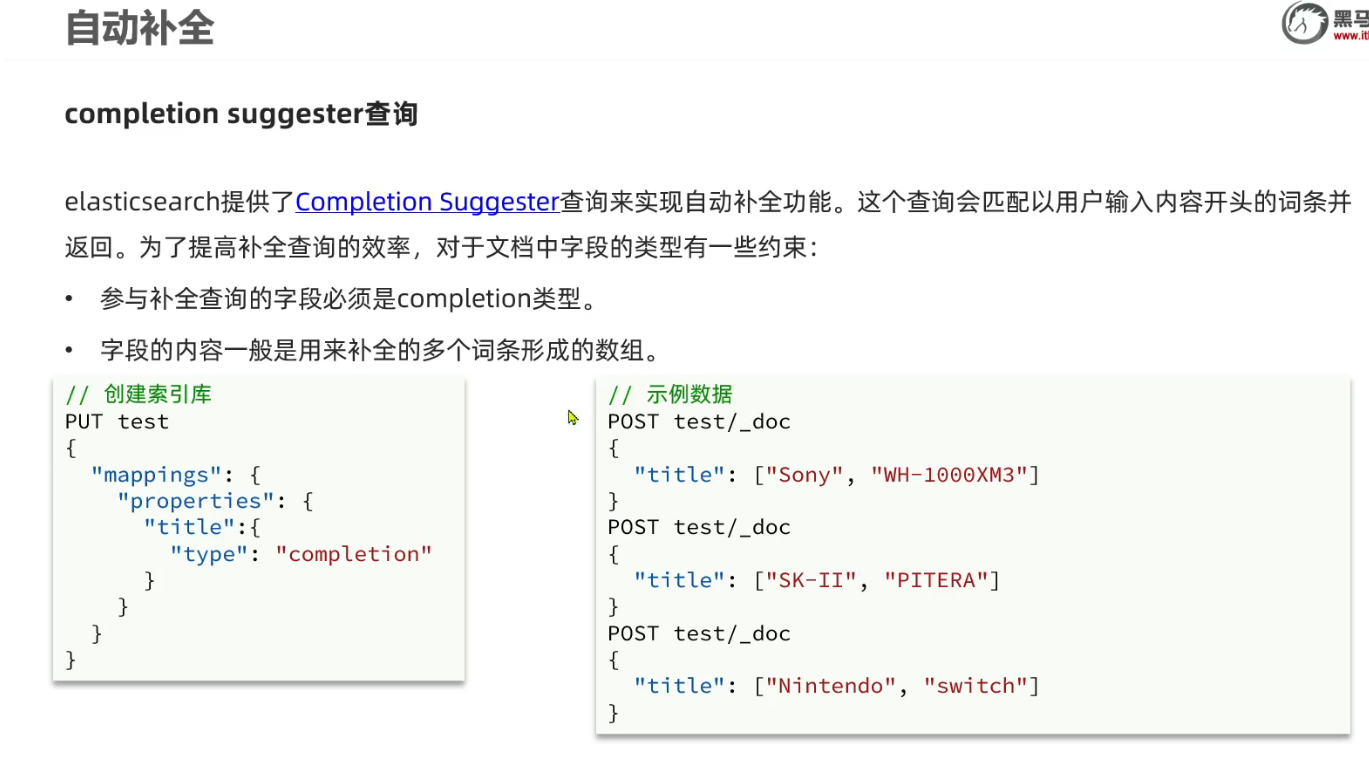 自动补全
黑马
www.it
completion suggester查询
elasticsearch提供了Completion Suggester查询来实现自动补全功能。这个查询会匹配以用户输入内容开头的词条并
返回。为了提高补全查询的效率，对于文档中字段的类型有一些约束：
• 参与补全查询的字段必须是completion类型。
• 字段的内容一般是用来补全的多个词条形成的数组。
// 创建索引库
PUT test
{
  "mappings": {
    "properties": {
      "title":{
        "type": "completion"
      }
    }
  }
}
// 示例数据
POST test/_doc
{
  "title": ["Sony", "WH-1000XM3"]
}
POST test/_doc
{
  "title": ["SK-II", "PITERA"]
}
POST test/_doc
{
  "title": ["Nintendo", "switch"]
}